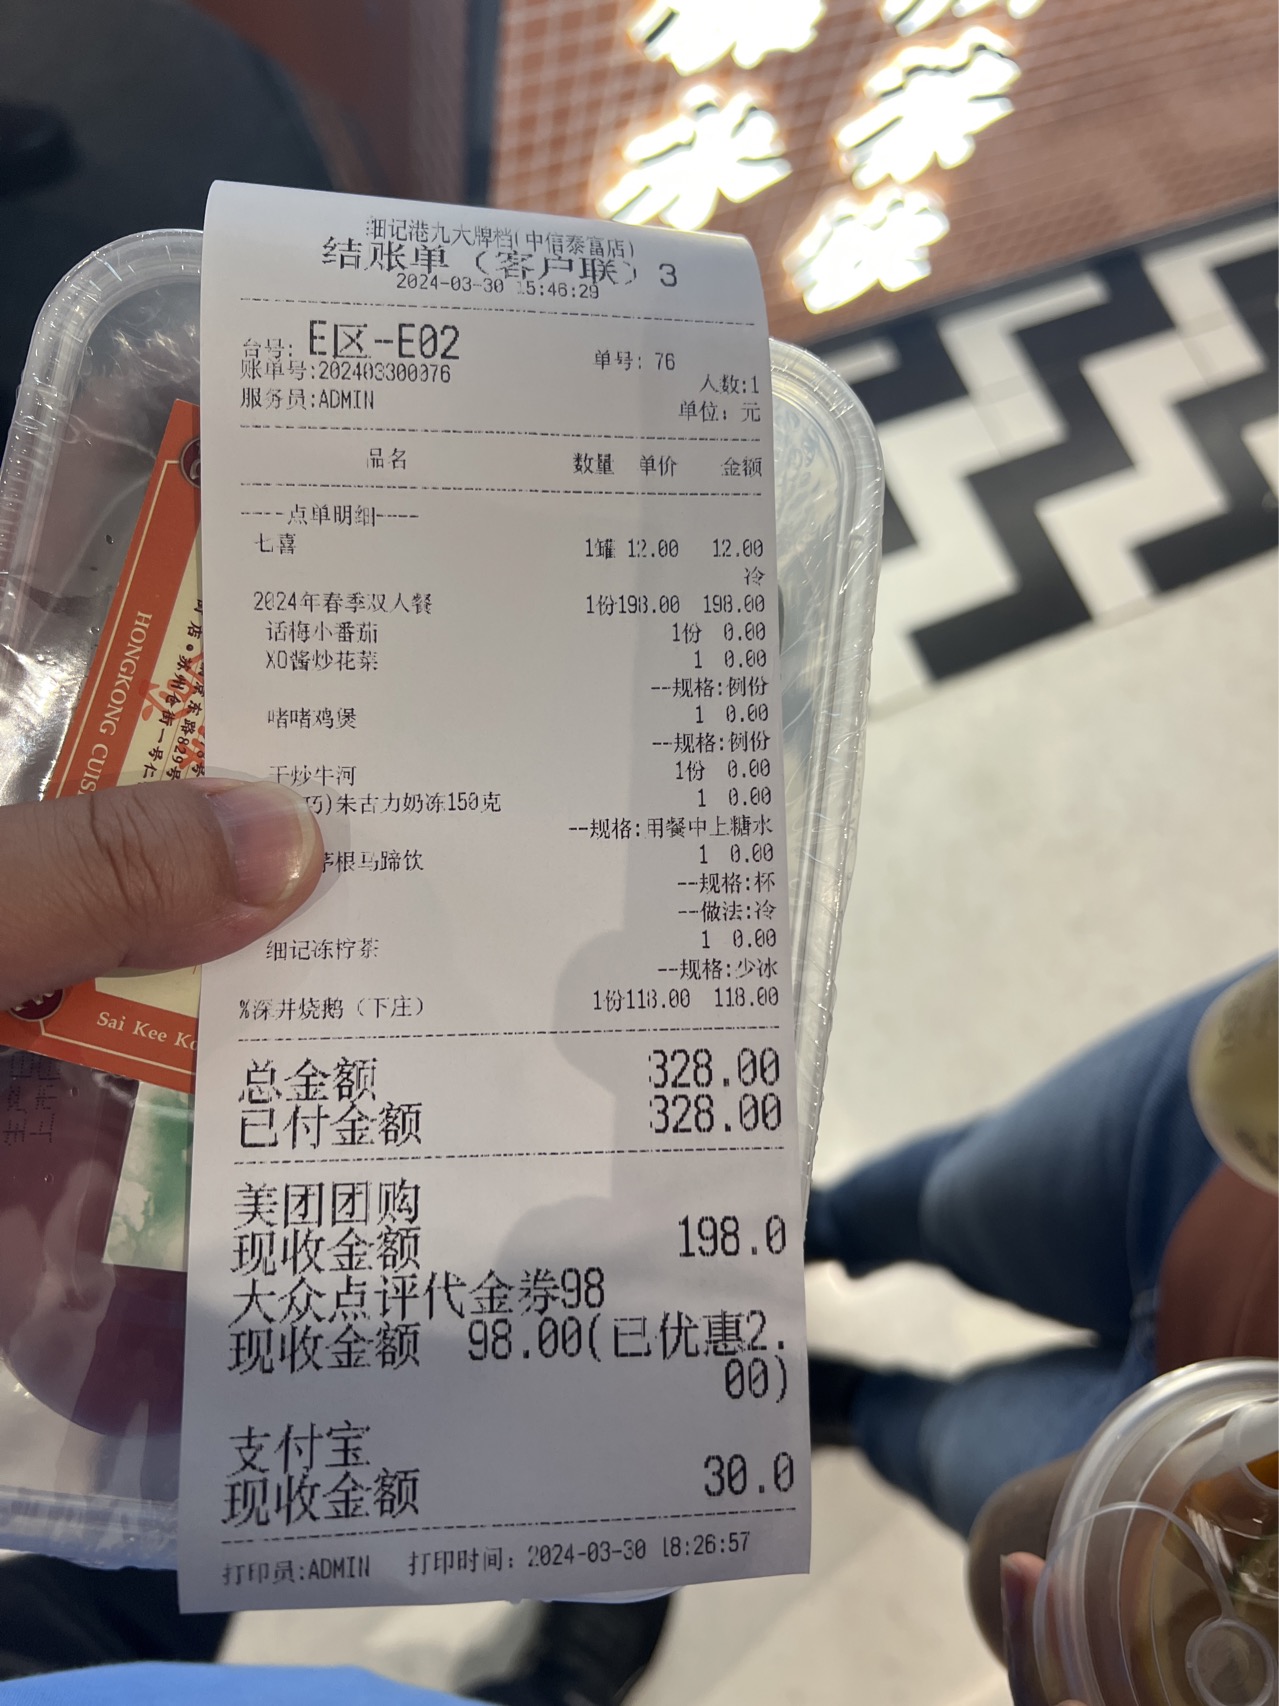 细记港九大牌档(中信泰富店)
结账单（客户联）3
2024-03-30 15:46:29
台号: E区-E02
单号: 76
账单号:202403300076
人数:1
服务员:ADMIN
单位: 元
品名 数量 单价 金额
----点单明细----
七喜 1罐 12.00 12.00
冷
2024年春季双人餐 1份198.00 198.00
话梅小番茄 1份 0.00
XO酱炒花菜 1 0.00
--规格:例份
啫啫鸡煲 1 0.00
--规格:例份
干炒牛河 1份 0.00
巧)朱古力奶冻150克 1 0.00
--规格:用餐中上糖水
茅根马蹄饮 1 0.00
--规格:杯
--做法:冷
细记冻柠茶 1 0.00
--规格:少冰
%深井烧鹅（下庄） 1份118.00 118.00
总金额 328.00
已付金额 328.00
美团团购
现收金额 198.0
大众点评代金券98
现收金额 98.00(已优惠2.
00)
支付宝
现收金额 30.0
打印员:ADMIN 打印时间: 2024-03-30 18:26:57
HONGKONG CUIS
Sai Kee Ko